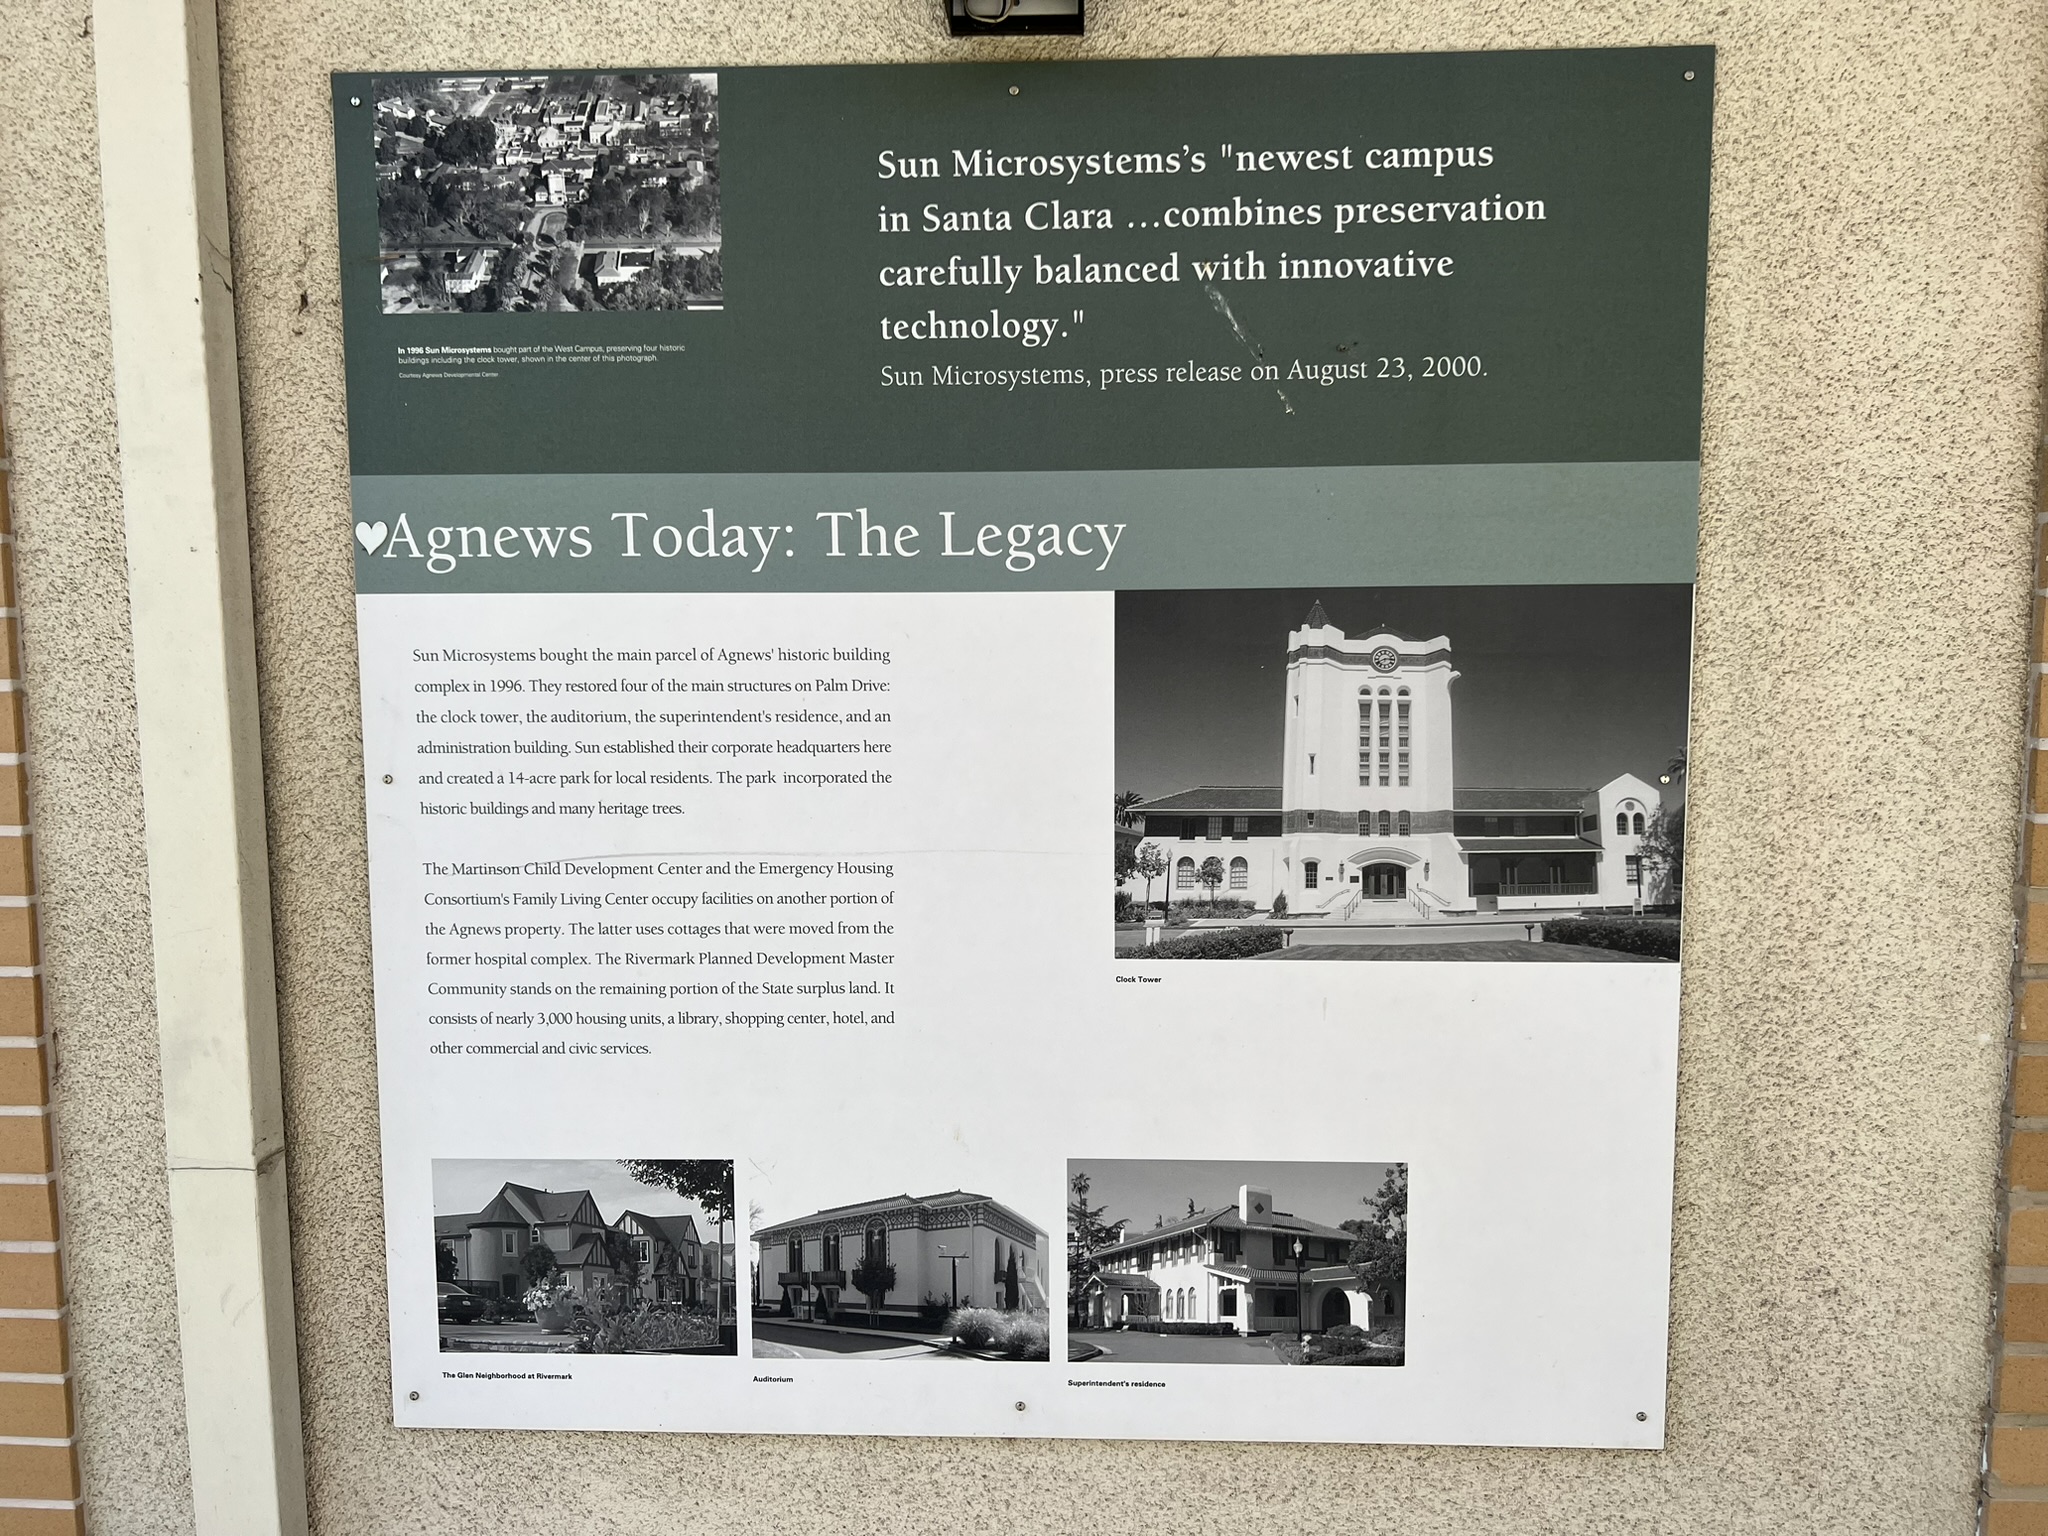 Sun Microsystems's "newest campus
in Santa Clara ...combines preservation
carefully balanced with innovative
technology."
Sun Microsystems, press release on August 23, 2000.
In 1996 Sun Microsystems bought part of the West Campus, preserving four historic
buildings including the clock tower, shown in the center of this photograph.
Courtesy Agnews Developmental Center
Agnews Today: The Legacy
Sun Microsystems bought the main parcel of Agnews' historic building
complex in 1996. They restored four of the main structures on Palm Drive:
the clock tower, the auditorium, the superintendent's residence, and an
administration building. Sun established their corporate headquarters here
and created a 14-acre park for local residents. The park incorporated the
historic buildings and many heritage trees.
The Martinson Child Development Center and the Emergency Housing
Consortium's Family Living Center occupy facilities on another portion of
the Agnews property. The latter uses cottages that were moved from the
former hospital complex. The Rivermark Planned Development Master
Community stands on the remaining portion of the State surplus land. It
consists of nearly 3,000 housing units, a library, shopping center, hotel, and
other commercial and civic services.
Clock Tower
The Glen Neighborhood at Rivermark
Auditorium
Superintendent's residence